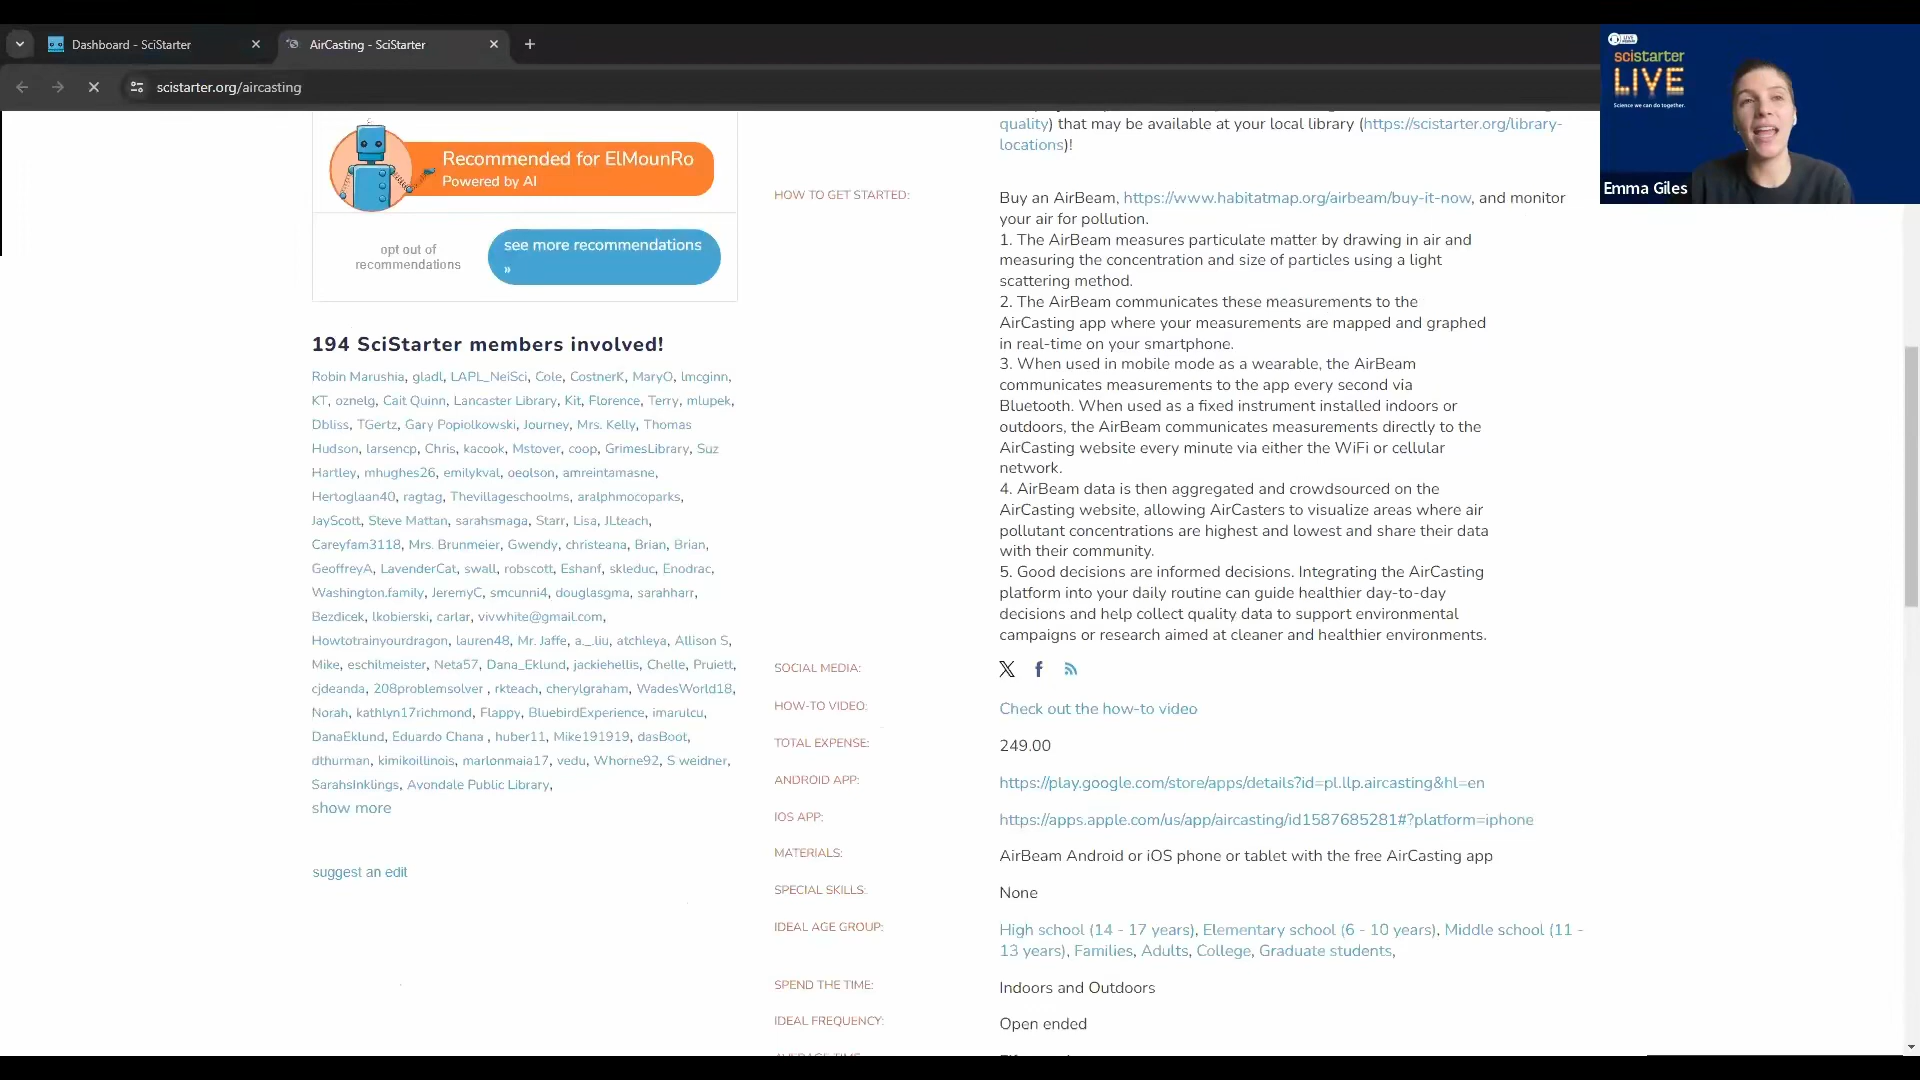 Dashboard - SciStarter
AirCasting - SciStarter
scistarter.org/aircasting
LIVE
scistarter
LIVE
Science we can do together.
Emma Giles
Recommended for ElMounRo
Powered by AI
opt out of
recommendations
see more recommendations
»
194 SciStarter members involved!
Robin Marushia, gladl, LAPL_NeiSci, Cole, CostnerK, MaryO, lmcginn,
KT, oznelg, Cait Quinn, Lancaster Library, Kit, Florence, Terry, mlupek,
Dbliss, TGertz, Gary Popiolkowski, Journey, Mrs. Kelly, Thomas
Hudson, larsencp, Chris, kacook, Mstover, coop, GrimesLibrary, Suz
Hartley, mhughes26, emilykval, oeolson, amreintamasne,
Hertoglaan40, ragtag, Thevillageschoolms, aralphmocoparks,
JayScott, Steve Mattan, sarahsmaga, Starr, Lisa, JLteach,
Careyfam3118, Mrs. Brunmeier, Gwendy, christeana, Brian, Brian,
GeoffreyA, LavenderCat, swall, robscott, Eshanf, skleduc, Enodrac,
Washington.family, JeremyC, smcunni4, douglasgma, sarahharr,
Bezdicek, lkobierski, carlar, vivwhite@gmail.com,
Howtotrainyourdragon, lauren48, Mr. Jaffe, a._.liu, atchleya, Allison S,
Mike, eschilmeister, Neta57, Dana_Eklund, jackiehellis, Chelle, Pruiett,
cjdeanda, 208problemsolver , rkteach, cherylgraham, WadesWorld18,
Norah, kathlyn17richmond, Flappy, BluebirdExperience, imarulcu,
DanaEklund, Eduardo Chana , huber11, Mike191919, dasBoot,
dthurman, kimikoillinois, marlonmaia17, vedu, Whorne92, S weidner,
SarahsInklings, Avondale Public Library,
show more
suggest an edit
quality) that may be available at your local library (https://scistarter.org/library-
locations)!
HOW TO GET STARTED:
Buy an AirBeam, https://www.habitatmap.org/airbeam/buy-it-now, and monitor
your air for pollution.
1. The AirBeam measures particulate matter by drawing in air and
measuring the concentration and size of particles using a light
scattering method.
2. The AirBeam communicates these measurements to the
AirCasting app where your measurements are mapped and graphed
in real-time on your smartphone.
3. When used in mobile mode as a wearable, the AirBeam
communicates measurements to the app every second via
Bluetooth. When used as a fixed instrument installed indoors or
outdoors, the AirBeam communicates measurements directly to the
AirCasting website every minute via either the WiFi or cellular
network.
4. AirBeam data is then aggregated and crowdsourced on the
AirCasting website, allowing AirCasters to visualize areas where air
pollutant concentrations are highest and lowest and share their data
with their community.
5. Good decisions are informed decisions. Integrating the AirCasting
platform into your daily routine can guide healthier day-to-day
decisions and help collect quality data to support environmental
campaigns or research aimed at cleaner and healthier environments.
SOCIAL MEDIA:
HOW-TO VIDEO:
Check out the how-to video
TOTAL EXPENSE:
249.00
ANDROID APP:
https://play.google.com/store/apps/details?id=pl.llp.aircasting&hl=en
IOS APP:
https://apps.apple.com/us/app/aircasting/id1587685281#?platform=iphone
MATERIALS:
AirBeam Android or iOS phone or tablet with the free AirCasting app
SPECIAL SKILLS:
None
IDEAL AGE GROUP:
High school (14 - 17 years), Elementary school (6 - 10 years), Middle school (11 -
13 years), Families, Adults, College, Graduate students,
SPEND THE TIME:
Indoors and Outdoors
IDEAL FREQUENCY:
Open ended